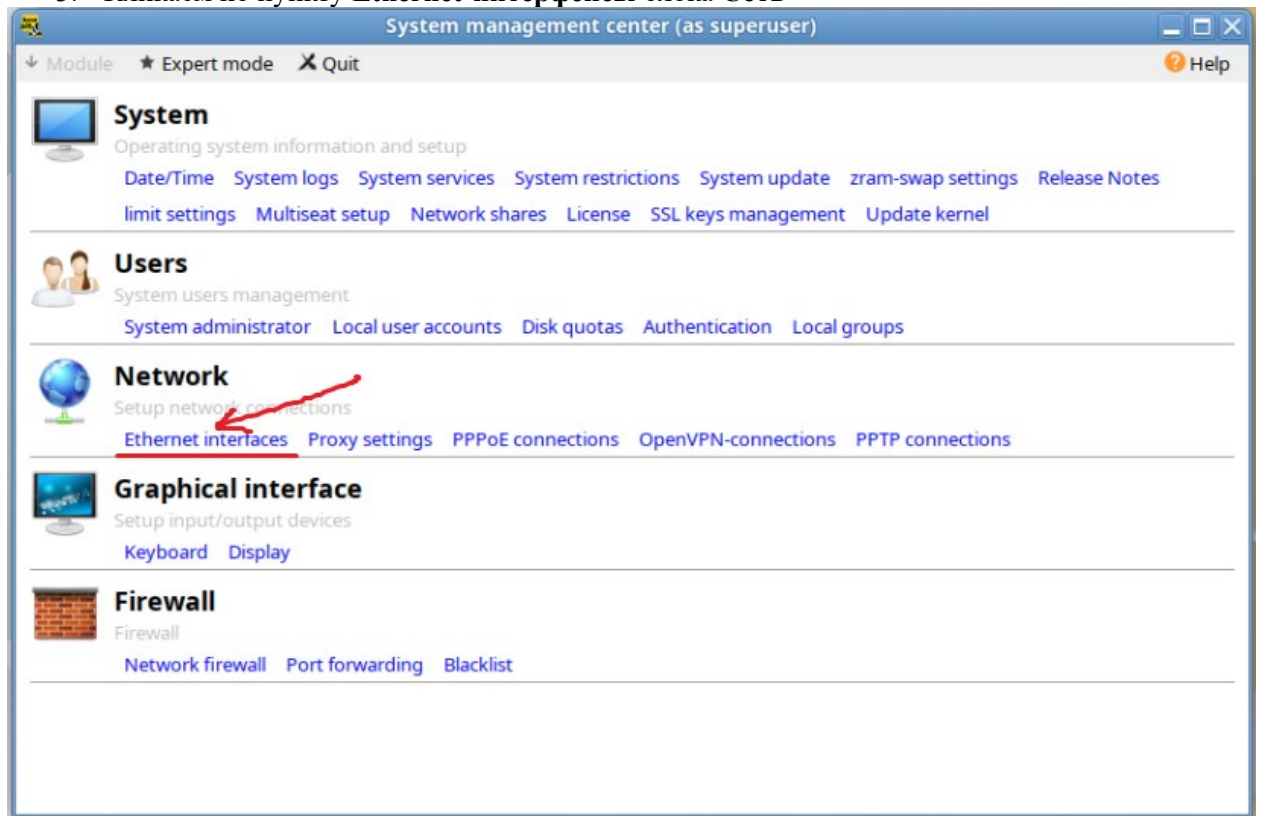 Ethernet
System management center (as superuser)
Module Expert mode Quit Help
System
Operating system information and setup
Date/Time System logs System services System restrictions System update zram-swap settings Release Notes
limit settings Multiseat setup Network shares License SSL keys management Update kernel
Users
System users management
System administrator Local user accounts Disk quotas Authentication Local groups
Network
Setup network connections
Ethernet interfaces Proxy settings PPPoE connections OpenVPN-connections PPTP connections
Graphical interface
Setup input/output devices
Keyboard Display
Firewall
Firewall
Network firewall Port forwarding Blacklist